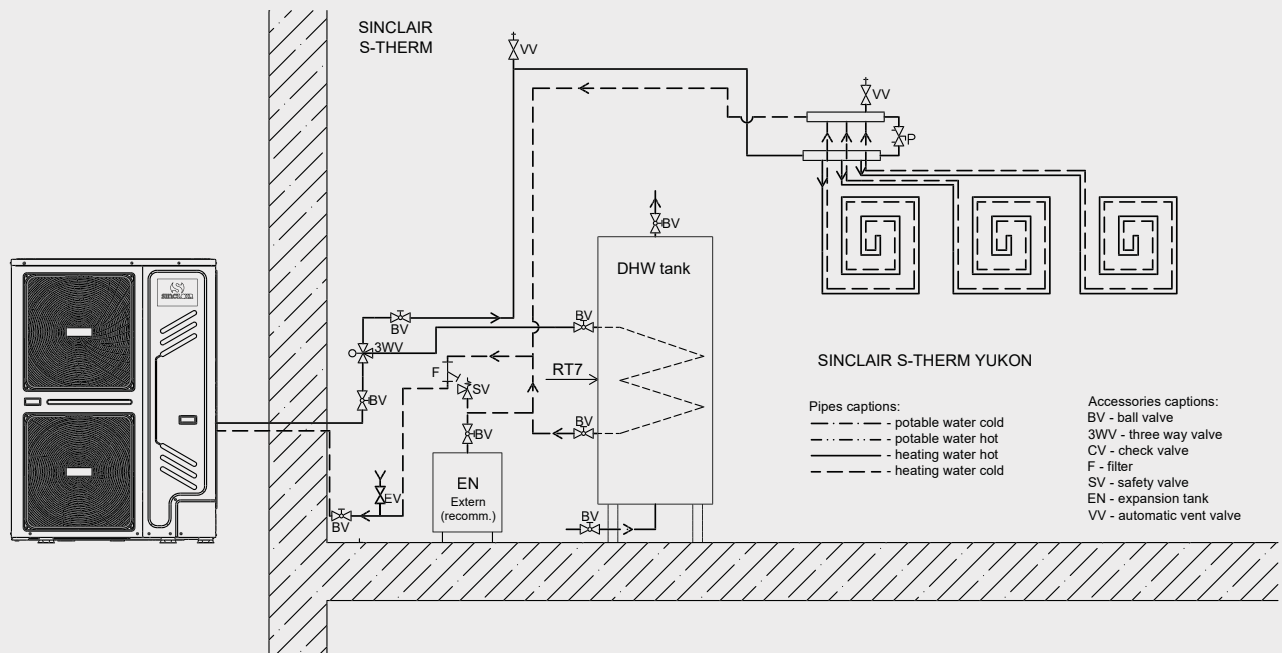 SINCLAIR
S-THERM
VV
VV
P
BV
DHW tank
SINCLAIR
BV
BV
3WV
F
SV
RT7
BV
BV
BV
EN
Extern
(recomm.)
EV
BV
BV
SINCLAIR S-THERM YUKON
Pipes captions:
- potable water cold
- potable water hot
- heating water hot
- heating water cold
Accessories captions:
BV - ball valve
3WV - three way valve
CV - check valve
F - filter
SV - safety valve
EN - expansion tank
VV - automatic vent valve